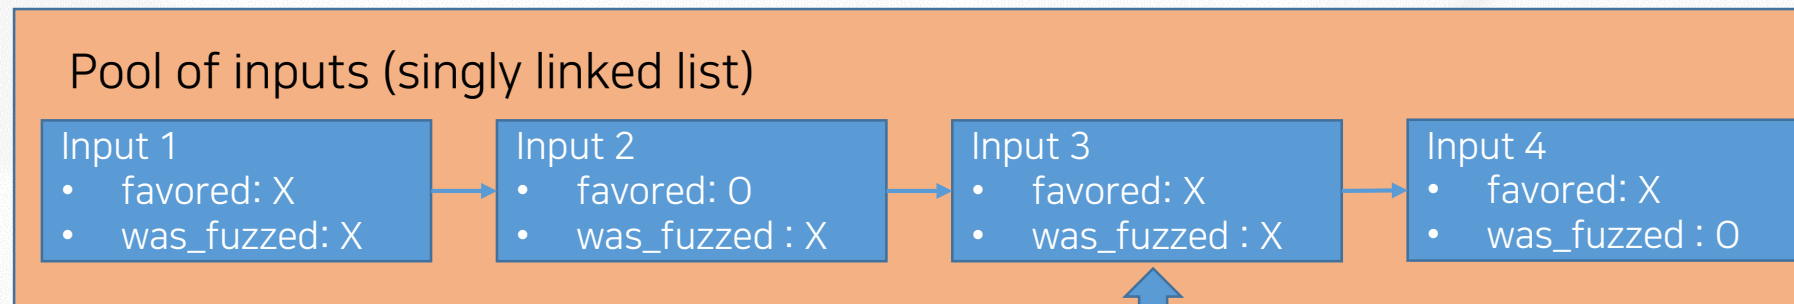 Pool of inputs (singly linked list)
Input 1
• favored: X
• was_fuzzed: X
Input 2
• favored: O
• was_fuzzed : X
Input 3
• favored: X
• was_fuzzed : X
Input 4
• favored: X
• was_fuzzed : O